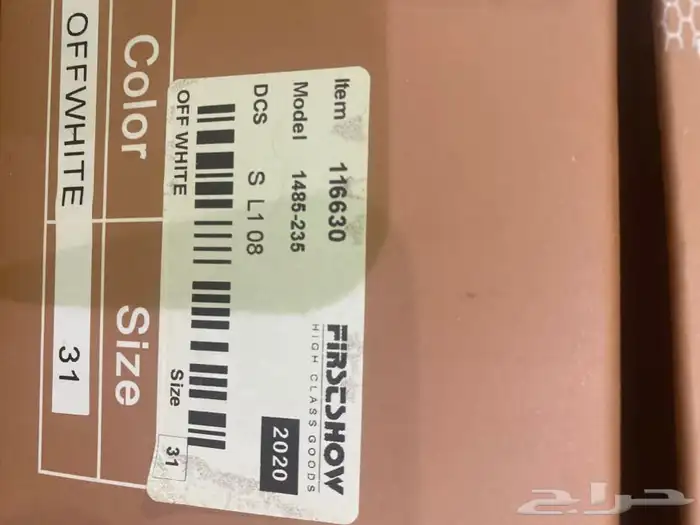 Item 116630
Model 1485-235
DCS S L1 08
OFF WHITE
Size 31
FIRSTSHOW
HIGH CLASS GOODS
2020
Color Size
OFFWHITE 31
حراج